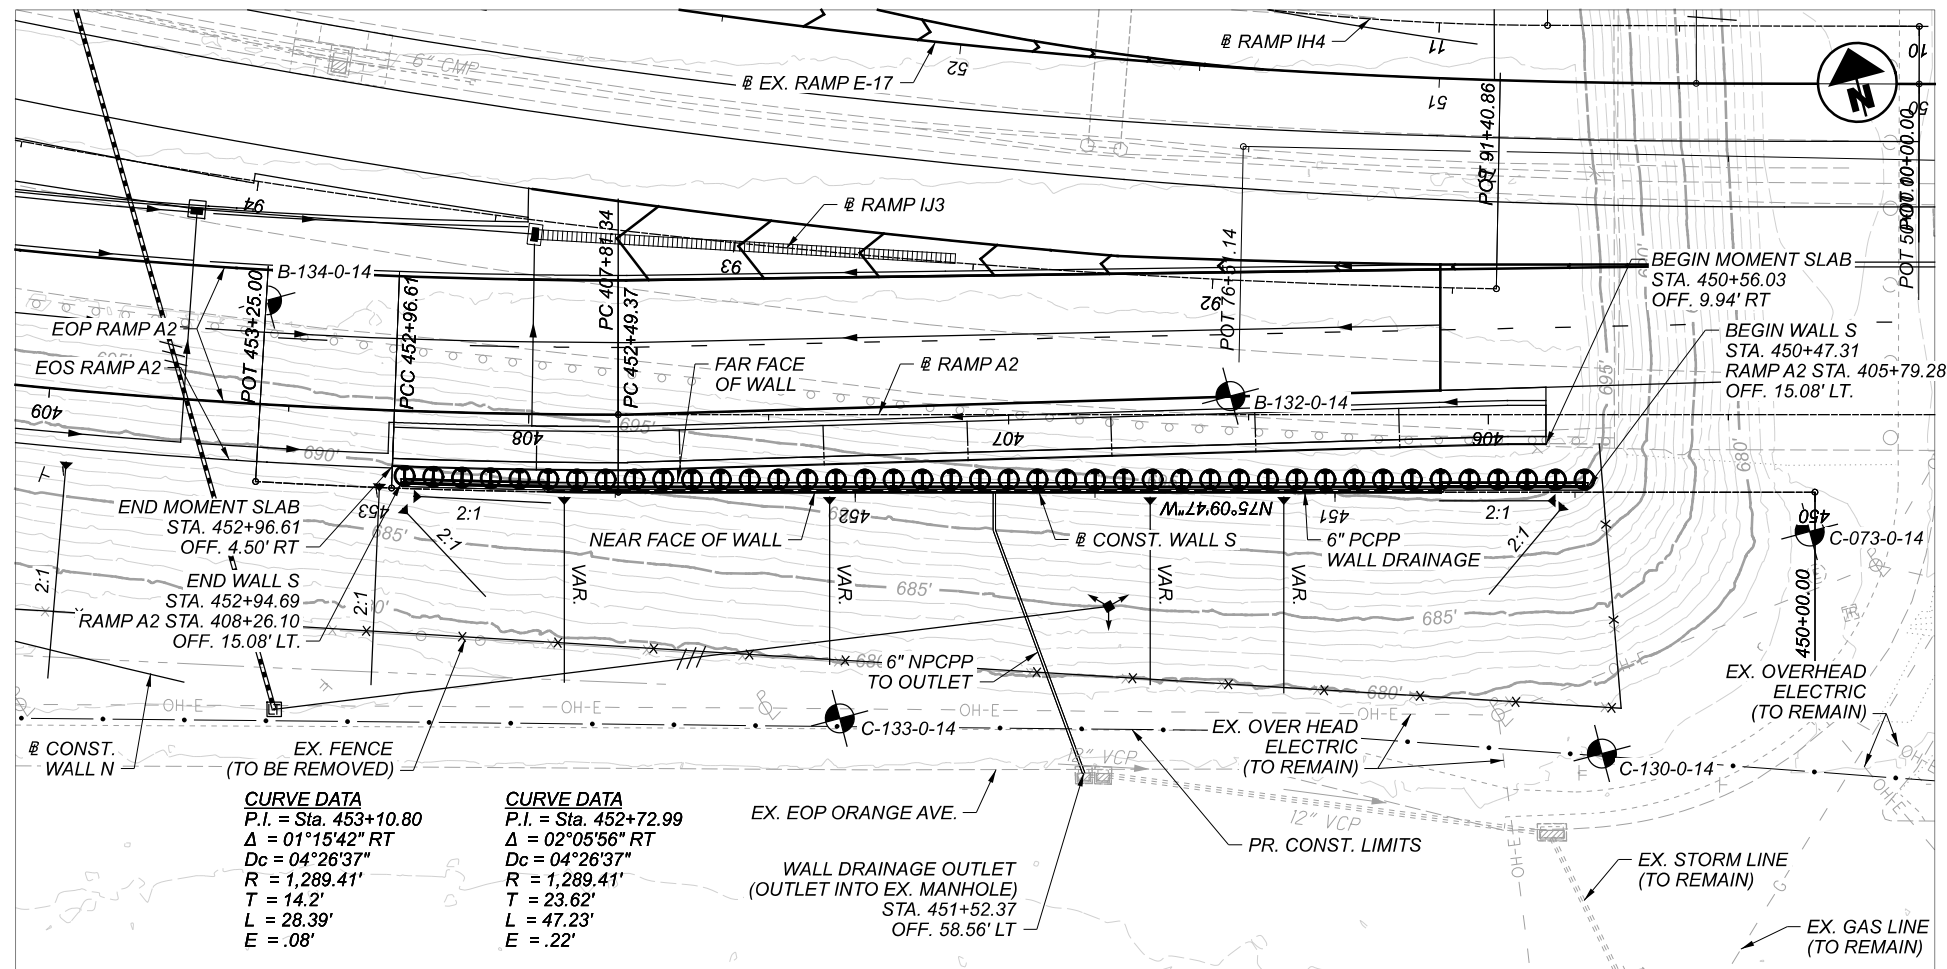 6" CMP
℄ EX. RAMP E-17
52
℄ RAMP IH4
11
51
10
50
N
POT 91+40.86
94
℄ RAMP IJ3
93
92
B-134-0-14
POT 453+25.00
PCC 452+96.61
PC 407+81.34
PC 452+49.37
BEGIN MOMENT SLAB
STA. 450+56.03
OFF. 9.94' RT
BEGIN WALL S
STA. 450+47.31
RAMP A2 STA. 405+79.28
OFF. 15.08' LT.
EOP RAMP A2
EOS RAMP A2
FAR FACE
OF WALL
℄ RAMP A2
B-132-0-14
409
408
407
406
690'
695'
695'
680'
END MOMENT SLAB
STA. 452+96.61
OFF. 4.50' RT
453
452
451
450
N75°09'47"W
2:1
2:1
2:1
2:1
2:1
2:1
685'
NEAR FACE OF WALL
℄ CONST. WALL S
6" PCPP
WALL DRAINAGE
C-073-0-14
END WALL S
STA. 452+94.69
RAMP A2 STA. 408+26.10
OFF. 15.08' LT.
VAR.
VAR.
VAR.
VAR.
685'
685'
450+00.00
6" NPCPP
TO OUTLET
680'
OH-E
OH-E
OH-E
OH-E
OH-E
EX. OVERHEAD
ELECTRIC
(TO REMAIN)
C-133-0-14
EX. OVER HEAD
ELECTRIC
(TO REMAIN)
C-130-0-14
℄ CONST.
WALL N
EX. FENCE
(TO BE REMOVED)
12" VCP
12" VCP
OH-E
OH-E
OH-E
EX. EOP ORANGE AVE.
PR. CONST. LIMITS
CURVE DATA
P.I. = Sta. 453+10.80
Δ = 01°15'42" RT
Dc = 04°26'37"
R = 1,289.41'
T = 14.2'
L = 28.39'
E = .08'
CURVE DATA
P.I. = Sta. 452+72.99
Δ = 02°05'56" RT
Dc = 04°26'37"
R = 1,289.41'
T = 23.62'
L = 47.23'
E = .22'
WALL DRAINAGE OUTLET
(OUTLET INTO EX. MANHOLE)
STA. 451+52.37
OFF. 58.56' LT
EX. STORM LINE
(TO REMAIN)
G
EX. GAS LINE
(TO REMAIN)